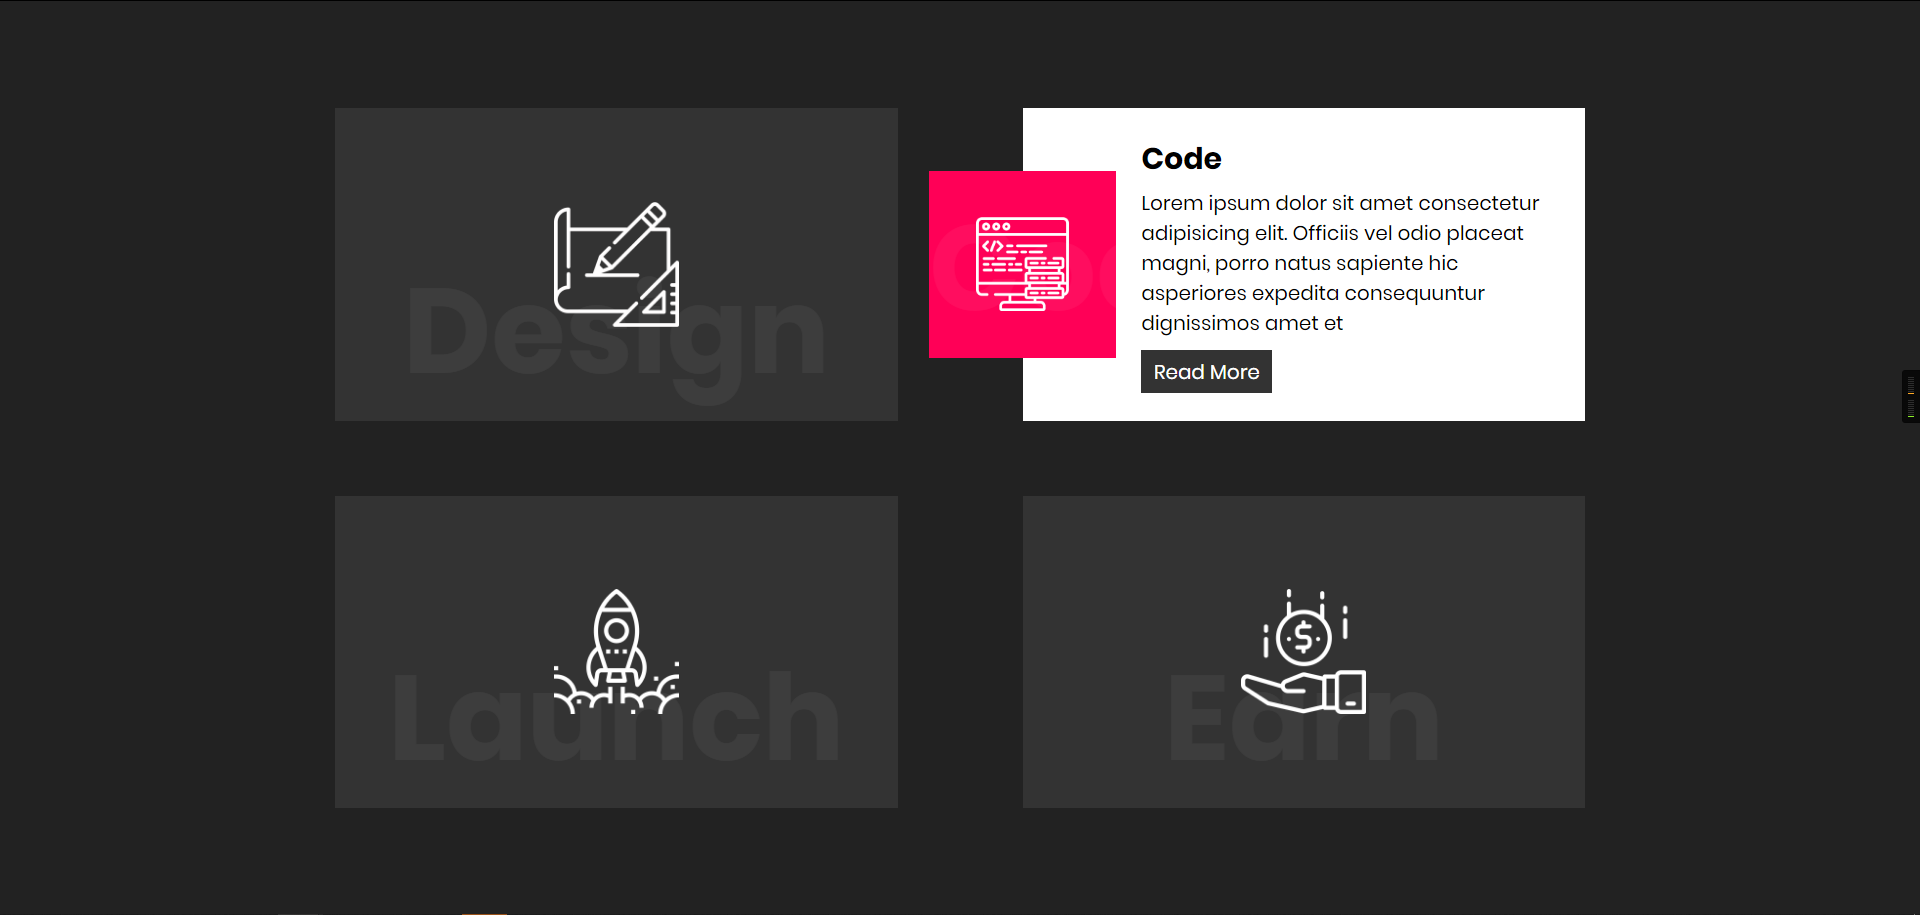 Design
Code
Lorem ipsum dolor sit amet consectetur
adipisicing elit. Officiis vel odio placeat
magni, porro natus sapiente hic
asperiores expedita consequuntur
dignissimos amet et
Read More
Launch
Earn